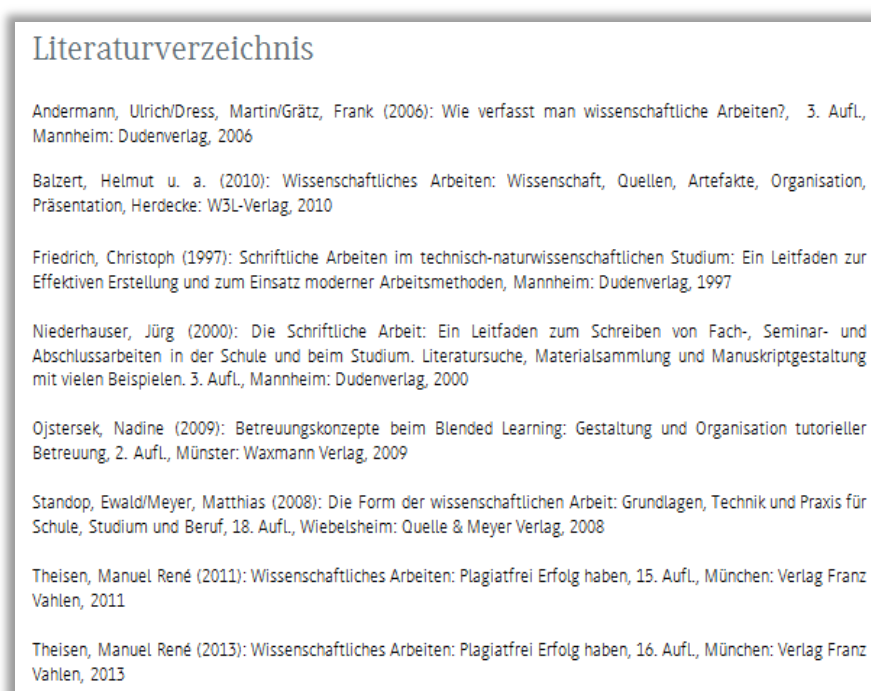 Literaturverzeichnis
Andermann, Ulrich/Dress, Martin/Grätz, Frank (2006): Wie verfasst man wissenschaftliche Arbeiten?, 3. Aufl.,
Mannheim: Dudenverlag, 2006
Balzert, Helmut u. a. (2010): Wissenschaftliches Arbeiten: Wissenschaft, Quellen, Artefakte, Organisation,
Präsentation, Herdecke: W3L-Verlag, 2010
Friedrich, Christoph (1997): Schriftliche Arbeiten im technisch-naturwissenschaftlichen Studium: Ein Leitfaden zur
Effektiven Erstellung und zum Einsatz moderner Arbeitsmethoden, Mannheim: Dudenverlag, 1997
Niederhauser, Jürg (2000): Die Schriftliche Arbeit: Ein Leitfaden zum Schreiben von Fach-, Seminar- und
Abschlussarbeiten in der Schule und beim Studium. Literatursuche, Materialsammlung und Manuskriptgestaltung
mit vielen Beispielen. 3. Aufl., Mannheim: Dudenverlag, 2000
Ojstersek, Nadine (2009): Betreuungskonzepte beim Blended Learning: Gestaltung und Organisation tutorieller
Betreuung, 2. Aufl., Münster: Waxmann Verlag, 2009
Standop, Ewald/Meyer, Matthias (2008): Die Form der wissenschaftlichen Arbeit: Grundlagen, Technik und Praxis für
Schule, Studium und Beruf, 18. Aufl., Wiebelsheim: Quelle & Meyer Verlag, 2008
Theisen, Manuel René (2011): Wissenschaftliches Arbeiten: Plagiatfrei Erfolg haben, 15. Aufl., München: Verlag Franz
Vahlen, 2011
Theisen, Manuel René (2013): Wissenschaftliches Arbeiten: Plagiatfrei Erfolg haben, 16. Aufl., München: Verlag Franz
Vahlen, 2013